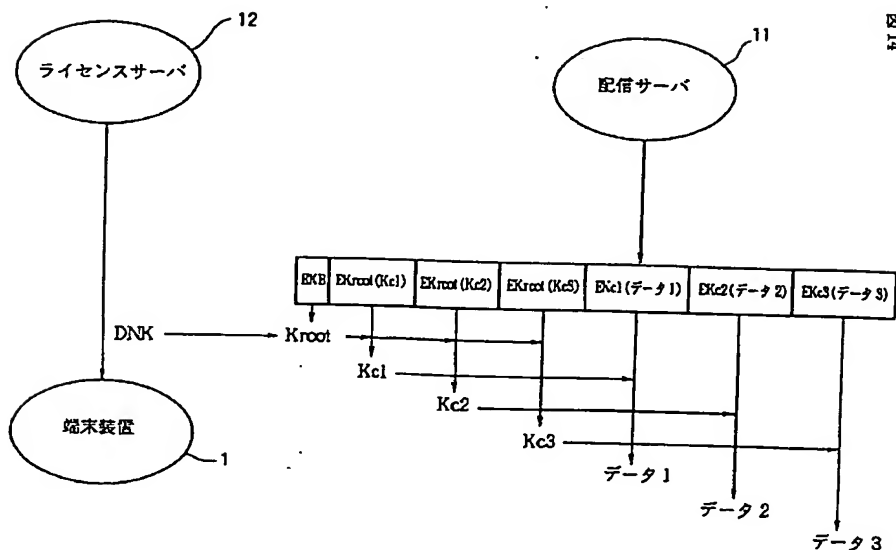 図14
12
ライセンスサーバ
11
配信サーバ
EKB EKroot(Kc1) EKroot(Kc2) EKroot(Kc3) EKc1(データ1) EKc2(データ2) EKc3(データ3)
DNK Kroot
Kc1
Kc2
Kc3
端末装置
1
データ1
データ2
データ3